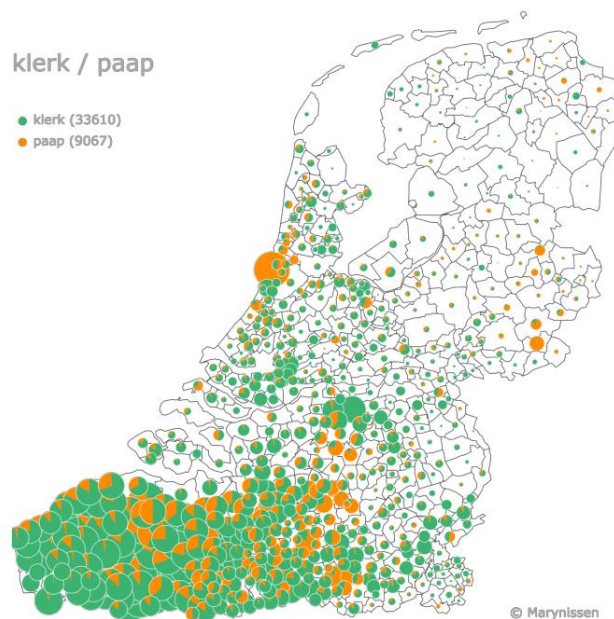 klerk / paap
klerk (33610)
paap (9067)
© Marynissen